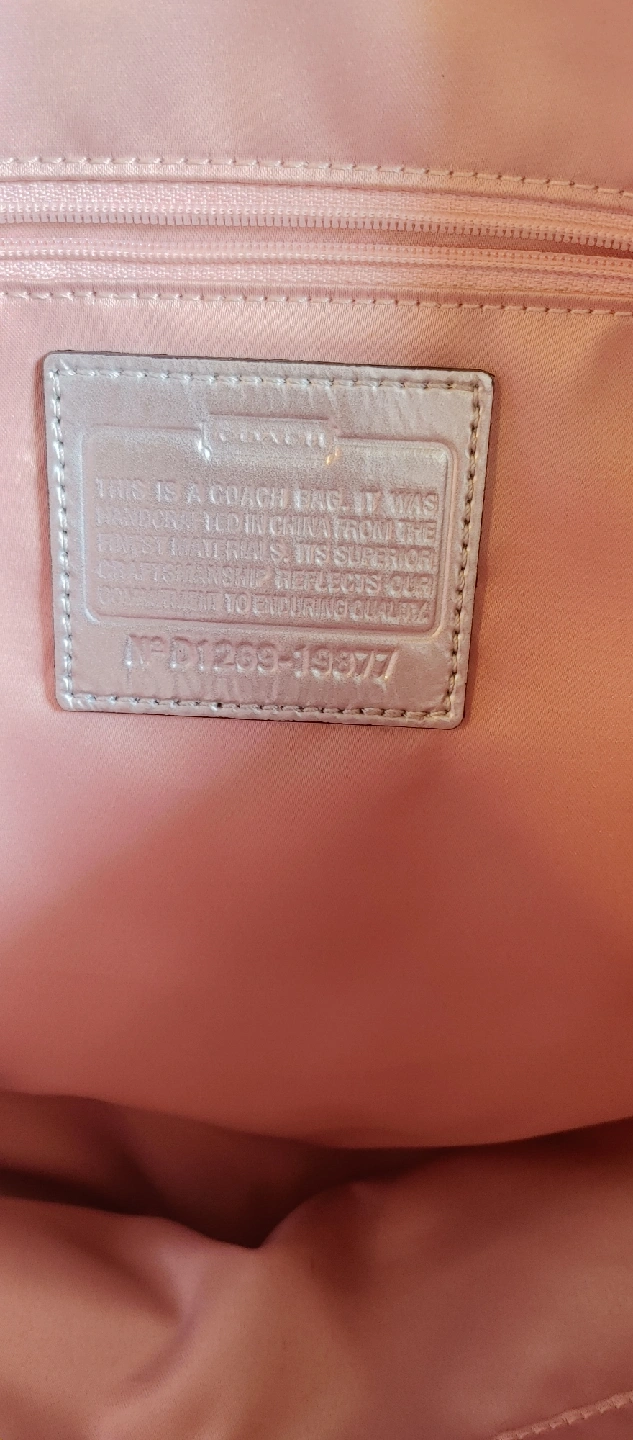 COACH
THIS IS A COACH BAG. IT WAS
HANDCRAFTED IN CHINA FROM THE
FINEST MATERIALS. ITS SUPERIOR
CRAFTSMANSHIP REFLECTS OUR
COMMITMENT TO ENDURING QUALITY.
Nº D1269-19377